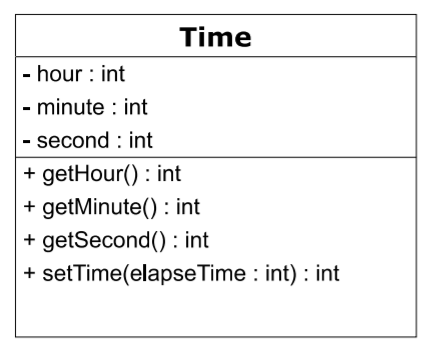 Time
- hour : int
- minute : int
- second : int
+ getHour() : int
+ getMinute() : int
+ getSecond() : int
+ setTime(elapseTime : int) : int